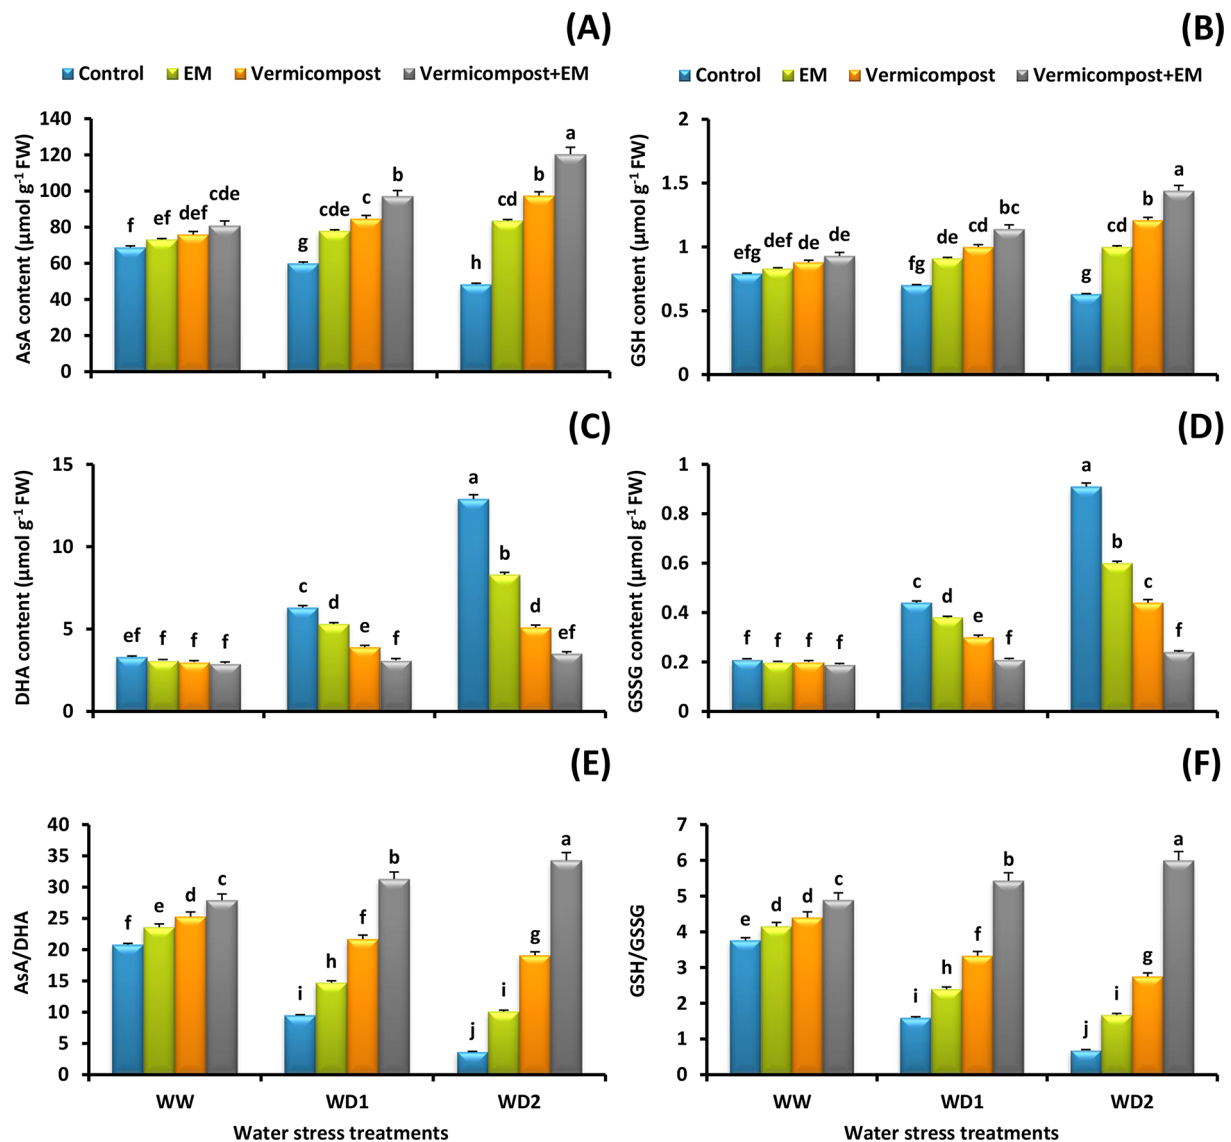 (A)
Control EM Vermicompost Vermicompost+EM
AsA content (µmol g⁻¹ FW)
140
120
100
80
60
40
20
0
f ef def cde
g cde c b
h cd b a
(B)
Control EM Vermicompost Vermicompost+EM
GSH content (µmol g⁻¹ FW)
2
1.5
1
0.5
0
efg def de de
fg de cd bc
g cd b a
(C)
DHA content (µmol g⁻¹ FW)
15
10
5
0
ef f f f
c d e f
a b d ef
(D)
GSSG content (µmol g⁻¹ FW)
1
0.8
0.6
0.4
0.2
0
f f f f
c d e f
a b c f
(E)
AsA/DHA
40
35
30
25
20
15
10
5
0
f e d c
i h f b
j i g a
WW WD1 WD2
Water stress treatments
(F)
GSH/GSSG
7
6
5
4
3
2
1
0
e d d c
i h f b
j i g a
WW WD1 WD2
Water stress treatments